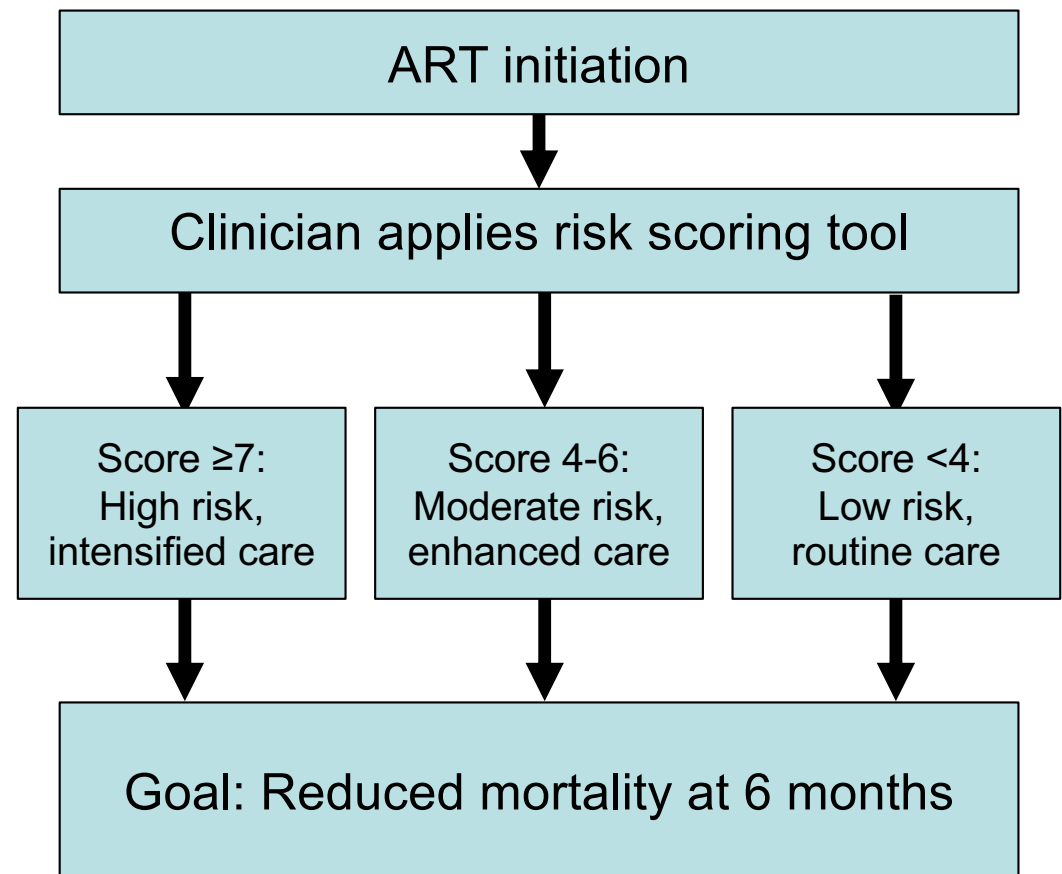 ART initiation
Clinician applies risk scoring tool
Score ≥7:
High risk,
intensified care
Score 4-6:
Moderate risk,
enhanced care
Score <4:
Low risk,
routine care
Goal: Reduced mortality at 6 months